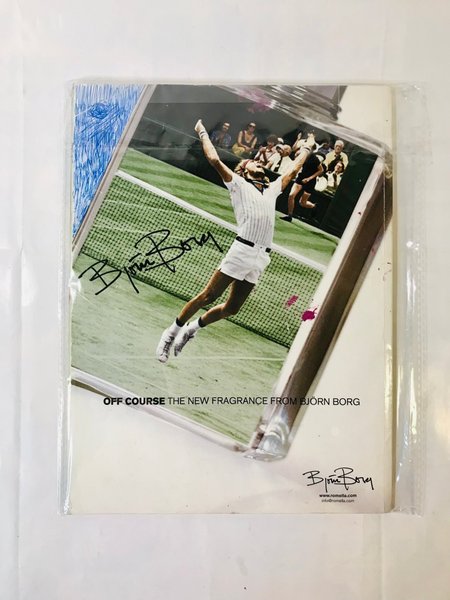 Björn Borg
OFF COURSE THE NEW FRAGRANCE FROM BJÖRN BORG
Björn Borg
www.romella.com
info@romella.com